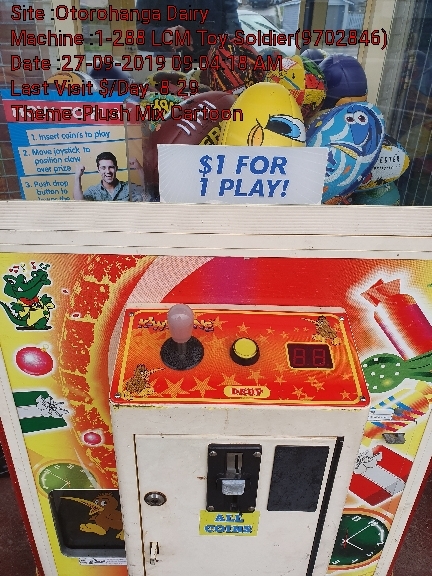 Site :Otorohanga Dairy
Machine :1-288 LCM Toy Soldier(9702846)
Date :27-09-2019 09:04:18 AM
Last Visit $/Day : 8.29
Theme :Plush Mix Cartoon
1. Insert coin/s to play
2. Move joystick to
position claw
over prize
3. Push drop
button to
$1 FOR
1 PLAY!
ALL
COINS